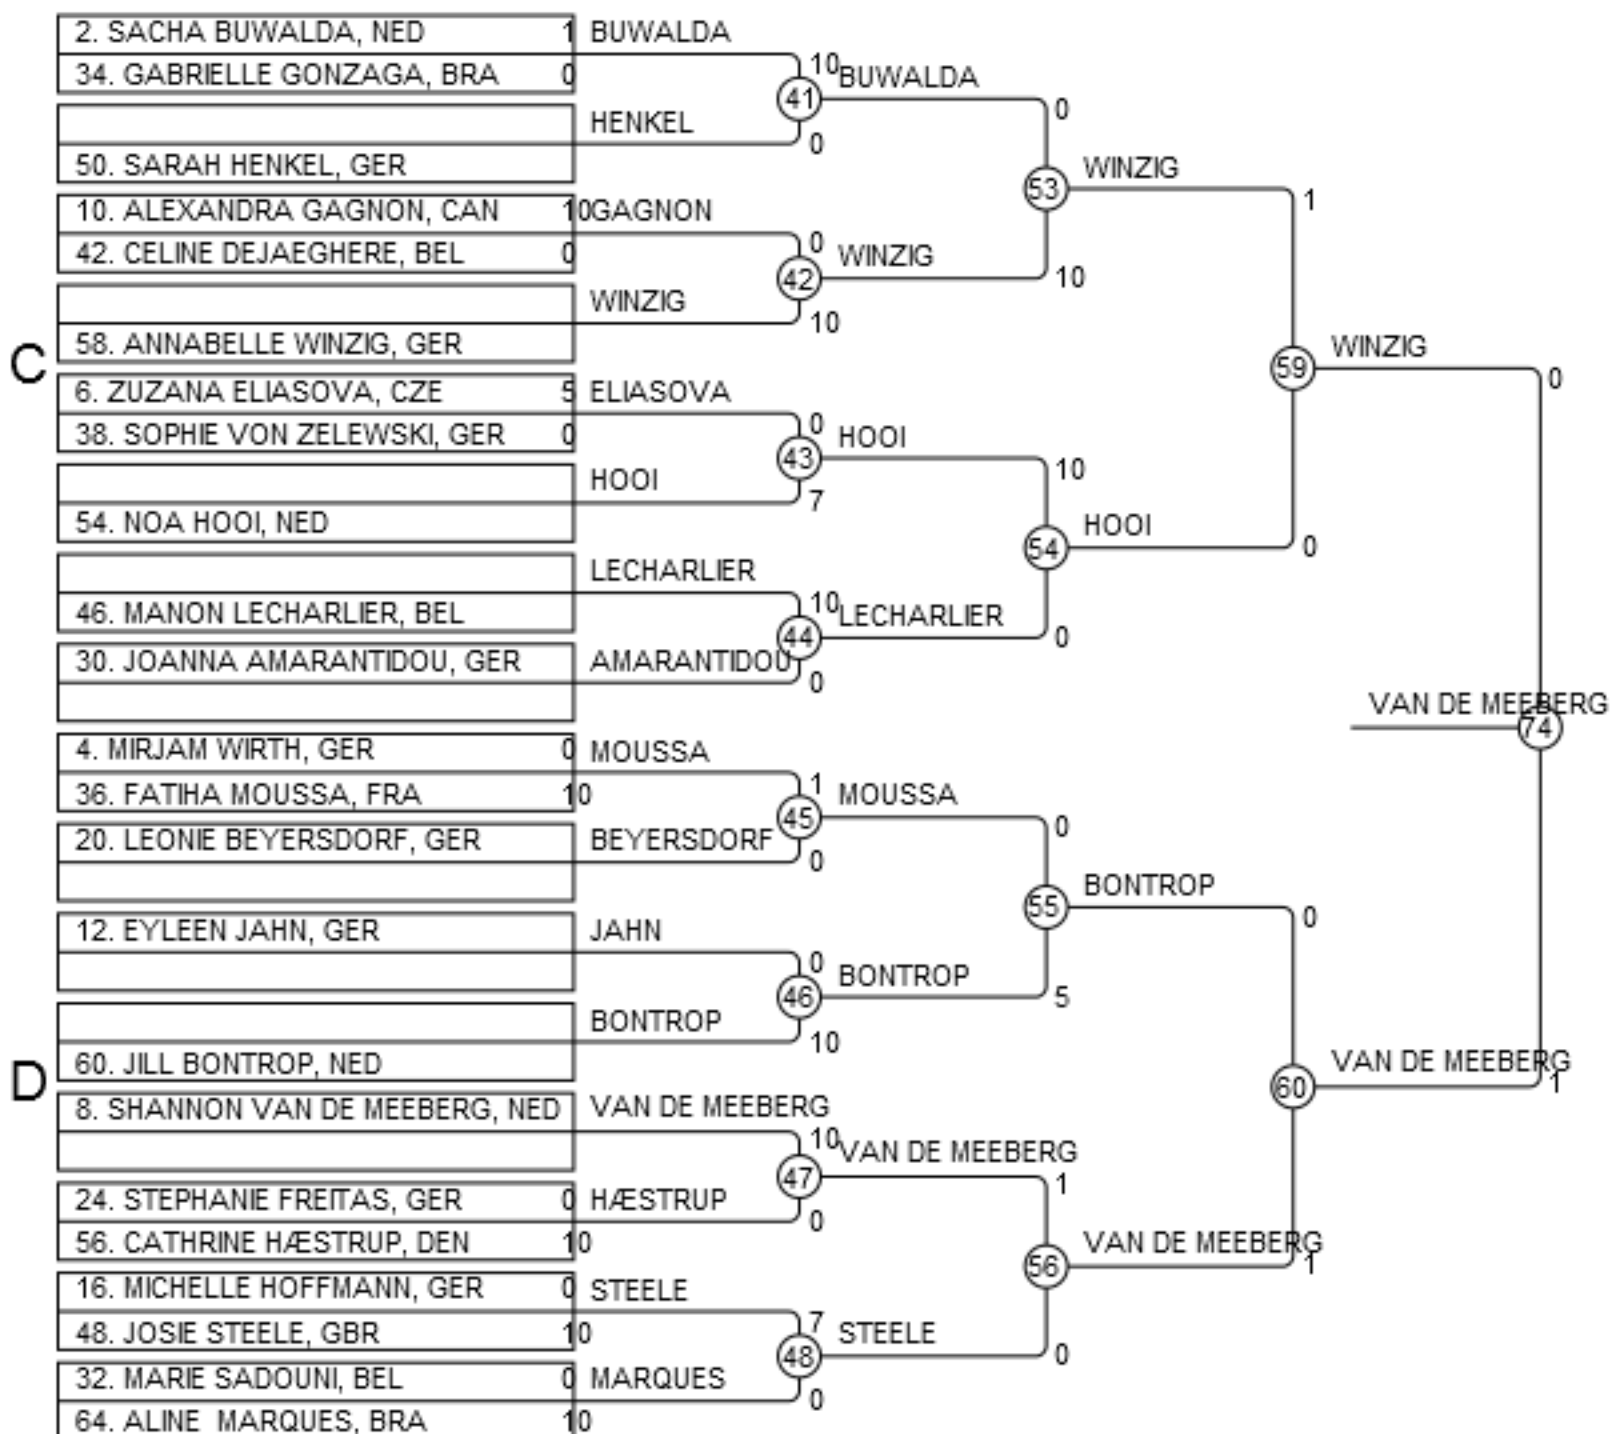 2. SACHA BUWALDA, NED 1 BUWALDA
10
34. GABRIELLE GONZAGA, BRA 0 BUWALDA
41 0
HENKEL 0
50. SARAH HENKEL, GER WINZIG
53 1
10. ALEXANDRA GAGNON, CAN 10 GAGNON
0
42. CELINE DEJAEGHERE, BEL 0 WINZIG
42 10
WINZIG 10
58. ANNABELLE WINZIG, GER WINZIG
C 59 0
6. ZUZANA ELIASOVA, CZE 5 ELIASOVA
0
38. SOPHIE VON ZELEWSKI, GER 0 HOOI
43 10
HOOI 7
54. NOA HOOI, NED HOOI
54 0
LECHARLIER
10
46. MANON LECHARLIER, BEL LECHARLIER
44 0
30. JOANNA AMARANTIDOU, GER AMARANTIDOU 0
VAN DE MEEBERG
74
4. MIRJAM WIRTH, GER 0 MOUSSA
1
36. FATIHA MOUSSA, FRA 10 MOUSSA
45 0
20. LEONIE BEYERSDORF, GER BEYERSDORF 0
BONTROP
55 0
12. EYLEEN JAHN, GER JAHN
0
BONTROP
46 5
BONTROP 10
60. JILL BONTROP, NED VAN DE MEEBERG
D 60 1
8. SHANNON VAN DE MEEBERG, NED VAN DE MEEBERG
10
VAN DE MEEBERG
47 1
24. STEPHANIE FREITAS, GER 0 HÆSTRUP 0
56. CATHRINE HÆSTRUP, DEN 10 VAN DE MEEBERG
56 1
16. MICHELLE HOFFMANN, GER 0 STEELE
7
48. JOSIE STEELE, GBR 10 STEELE
48 0
32. MARIE SADOUNI, BEL 0 MARQUES 0
64. ALINE MARQUES, BRA 10